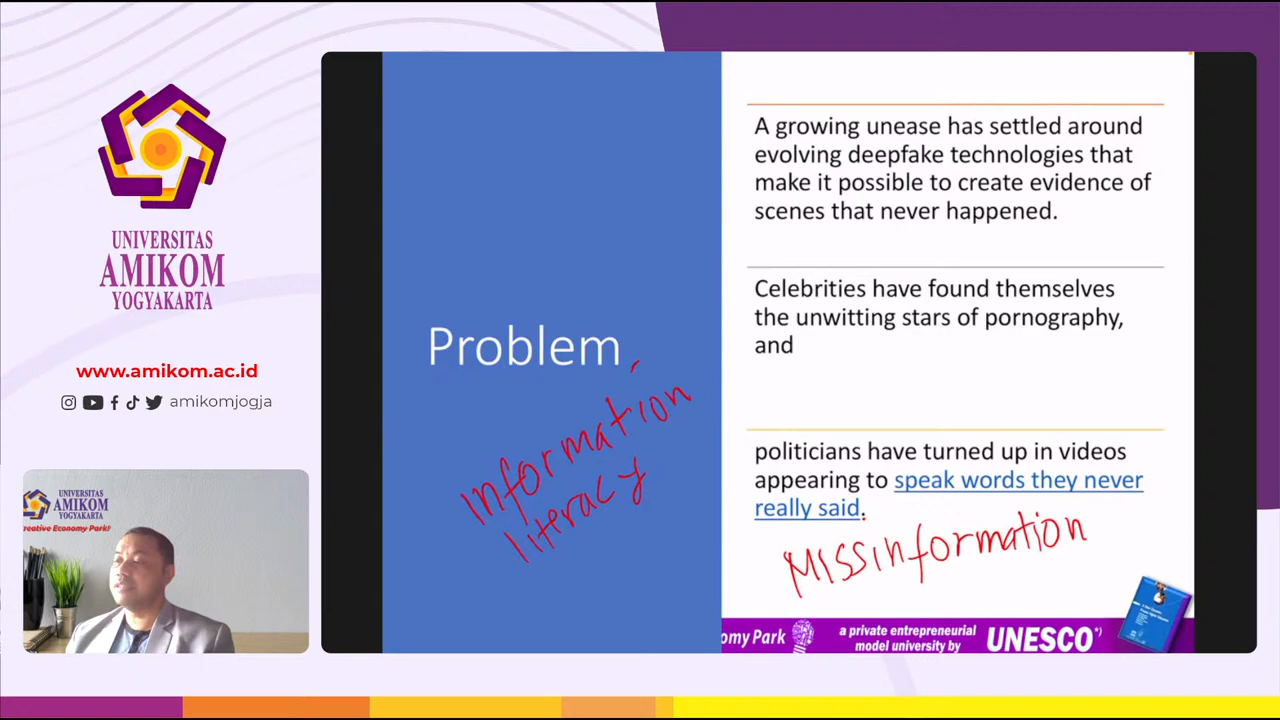 UNIVERSITAS
AMIKOM
YOGYAKARTA
www.amikom.ac.id
amikomjogja
UNIVERSITAS
AMIKOM
YOGYAKARTA
Creative Economy Park!
Problem
information
literacy
A growing unease has settled around
evolving deepfake technologies that
make it possible to create evidence of
scenes that never happened.
Celebrities have found themselves
the unwitting stars of pornography,
and
politicians have turned up in videos
appearing to speak words they never
really said.
Missinformation
omy Park
a private entrepreneurial
model university by
UNESCO*)